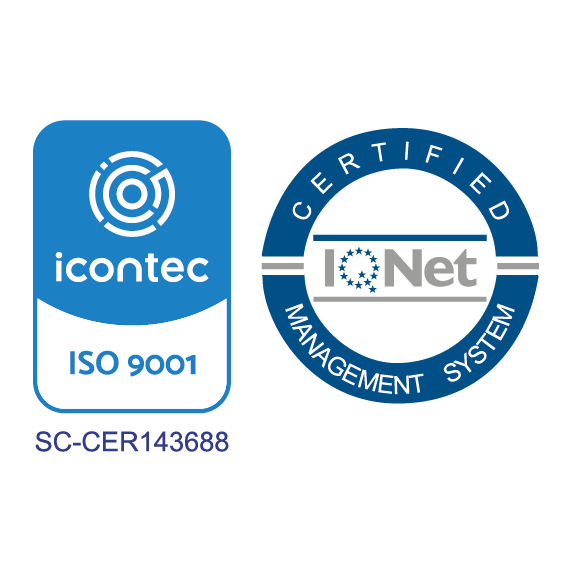 icontec
ISO 9001
SC-CER143688
CERTIFIED
IQNet
MANAGEMENT SYSTEM